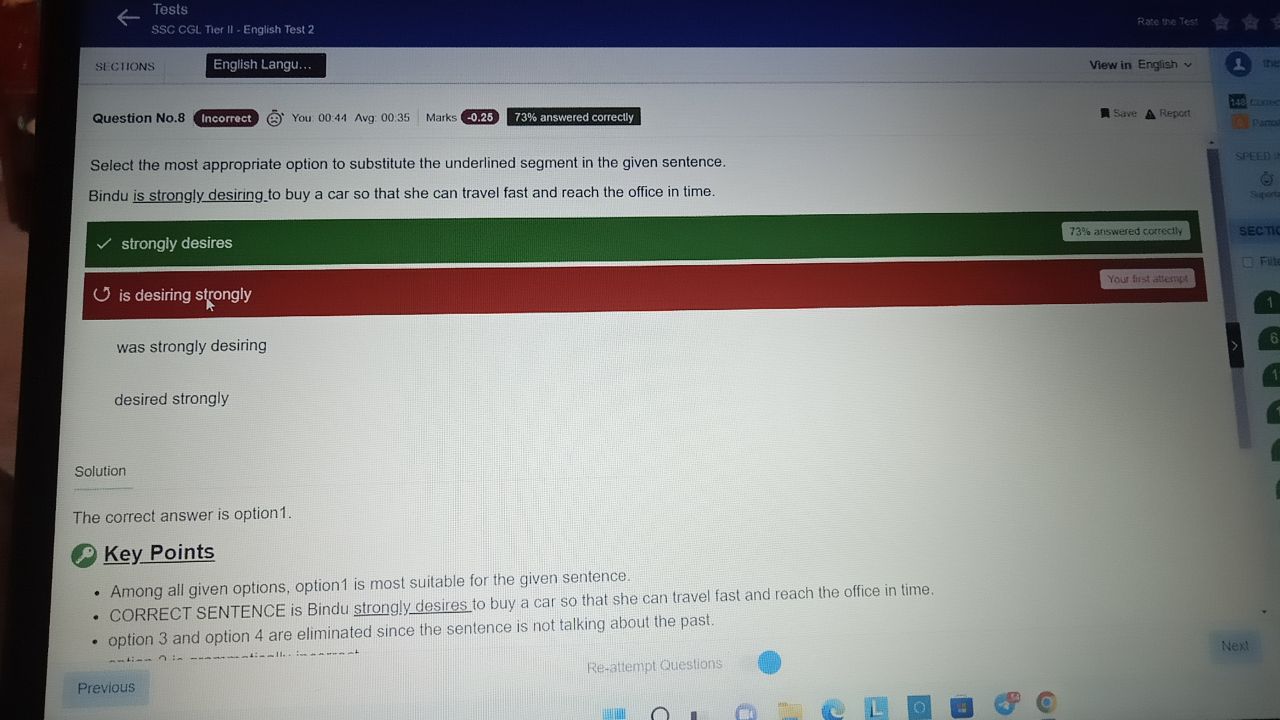 Tests
SSC CGL Tier II - English Test 2
Rate the Test
SECTIONS
English Langu...
View in English
Question No.8 Incorrect You 00:44 Avg: 00:35 Marks -0.25 73% answered correctly
Save Report
Select the most appropriate option to substitute the underlined segment in the given sentence.
Bindu is strongly desiring to buy a car so that she can travel fast and reach the office in time.
strongly desires
73% answered correctly
is desiring strongly
Your first attempt
was strongly desiring
desired strongly
Solution
The correct answer is option1.
Key Points
Among all given options, option1 is most suitable for the given sentence.
CORRECT SENTENCE is Bindu strongly desires to buy a car so that she can travel fast and reach the office in time.
option 3 and option 4 are eliminated since the sentence is not talking about the past.
Re-attempt Questions
Previous
Next
148
SPEED
6